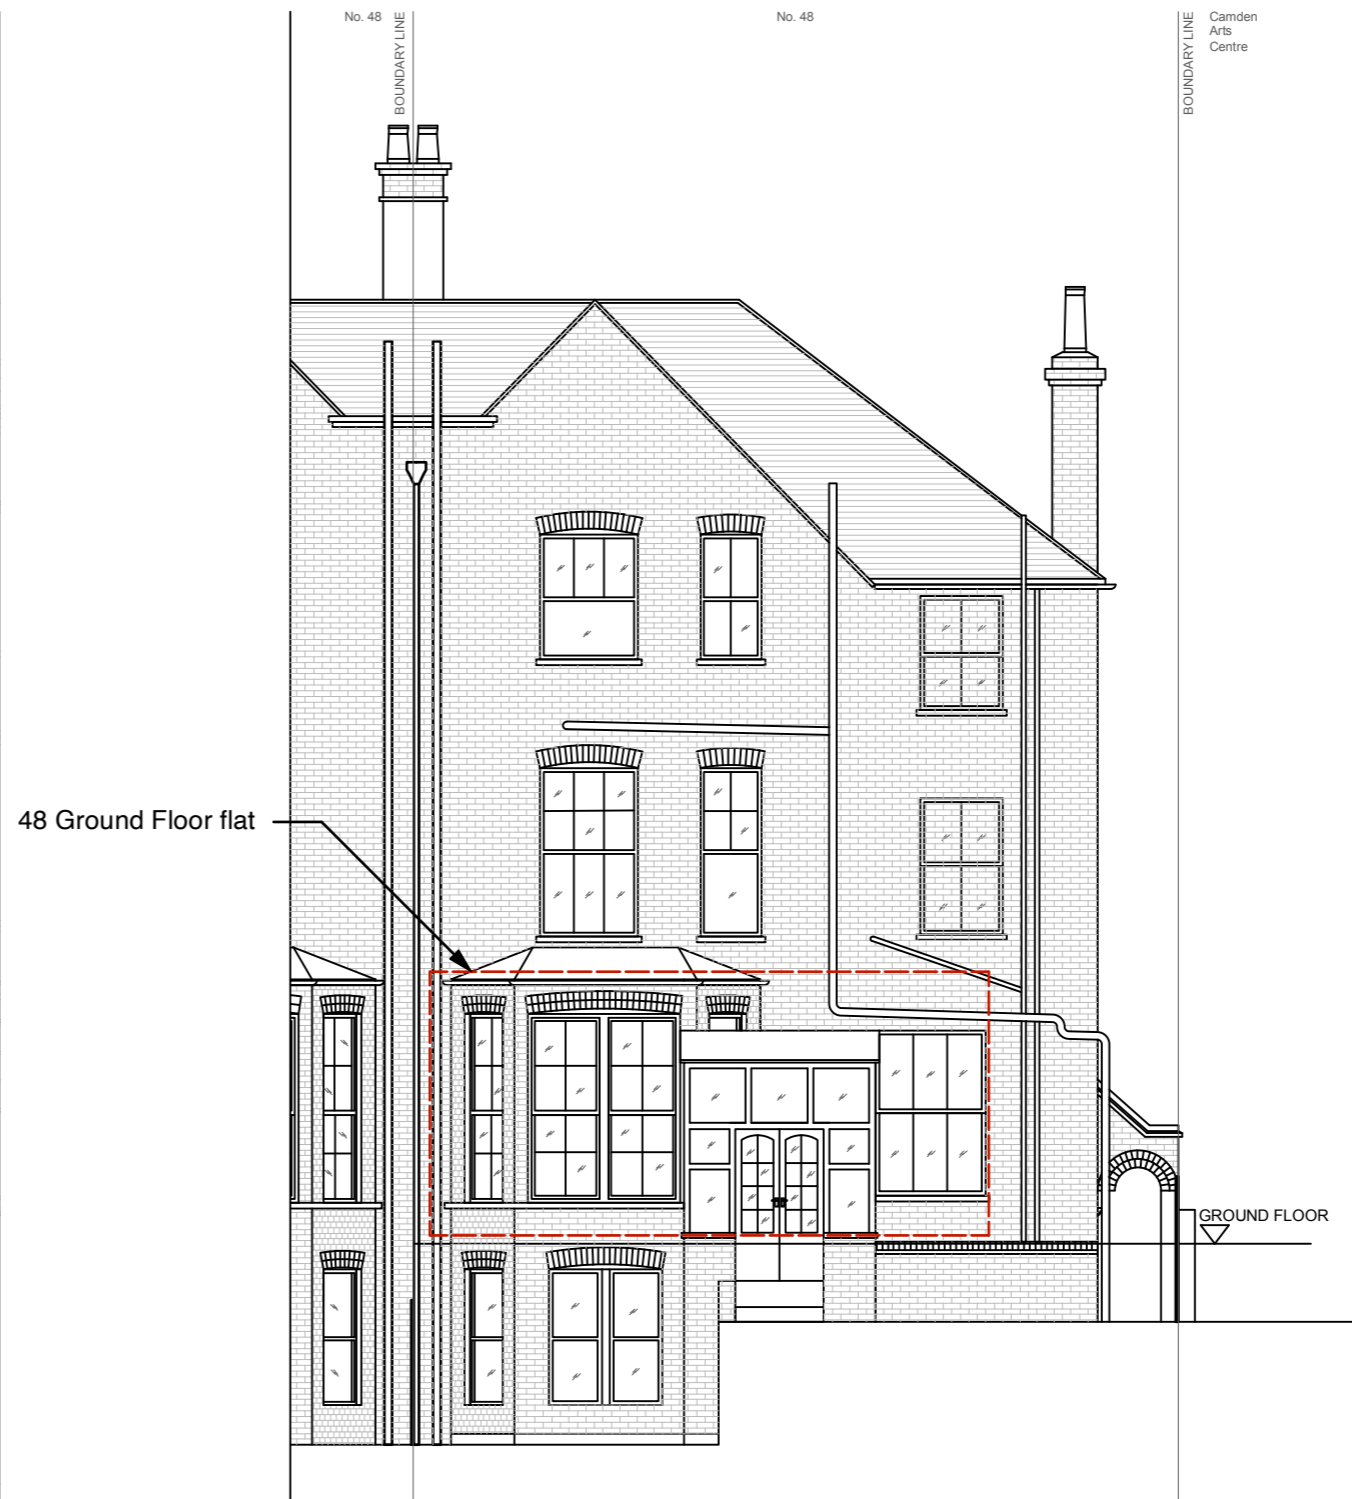 No. 48
BOUNDARY LINE
No. 48
BOUNDARY LINE
Camden
Arts
Centre
48 Ground Floor flat
GROUND FLOOR